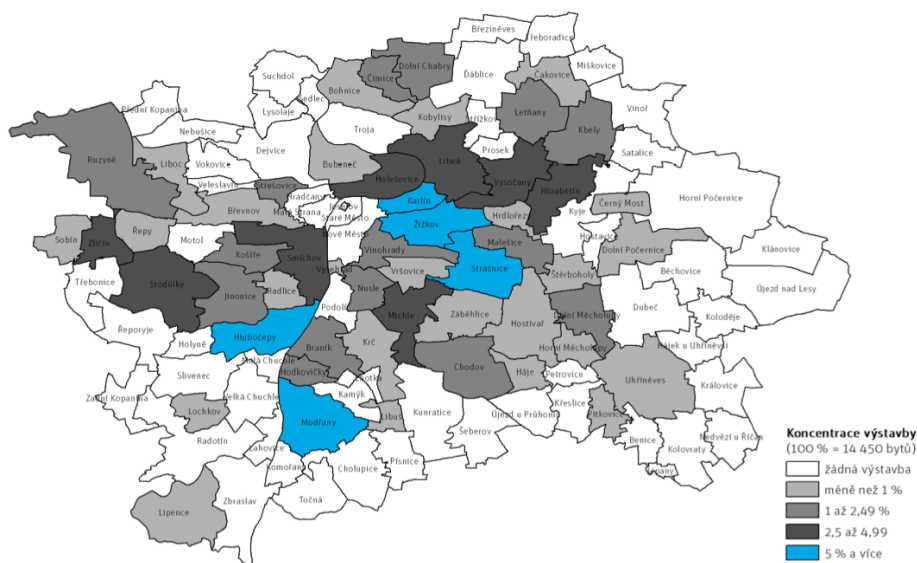 Březiněves
Třeboradice
Dolní Chabry
Miškovice
Suchdol
Čimice
Ďáblice
Čakovice
Bohnice
Sedlec
Přední Kopanina
Lysolaje
Kobylisy
Střížkov
Letňany
Vinoř
Nebušice
Troja
Kbely
Dejvice
Prosek
Satalice
Ruzyně
Liboc
Vokovice
Bubeneč
Libeň
Holešovice
Vysočany
Hloubětín
Veleslavín
Střešovice
Hradčany
Horní Počernice
Karlín
Černý Most
Břevnov
Malá Strana
Josefov
Staré Město
Hrdlořezy
Kyje
Sobín
Řepy
Žižkov
Nové Město
Hostavice
Zličín
Motol
Malešice
Dolní Počernice
Klánovice
Košíře
Smíchov
Vinohrady
Vyšehrad
Vršovice
Strašnice
Štěrboholy
Běchovice
Třebonice
Stodůlky
Jinonice
Radlice
Nusle
Újezd nad Lesy
Podolí
Michle
Záběhlice
Dubeč
Koloděje
Řeporyje
Hlubočepy
Hostivař
Dolní Měcholupy
Holyně
Braník
Krč
Horní Měcholupy
Hájek u Uhříněvsi
Malá Chuchle
Slivenec
Hodkovičky
Lhotka
Chodov
Háje
Petrovice
Uhříněves
Královice
Zadní Kopanina
Velká Chuchle
Kamýk
Křeslice
Lochkov
Modřany
Libuš
Kunratice
Újezd u Průhonic
Pitkovice
Radotín
Šeberov
Benice
Nedvězí u Říčan
Lahovice
Kolovraty
Komořany
Cholupice
Písnice
Lipany
Lipence
Zbraslav
Točná
Koncentrace výstavby
(100 % = 14 450 bytů)
žádná výstavba
méně než 1 %
1 až 2,49 %
2,5 až 4,99
5 % a více